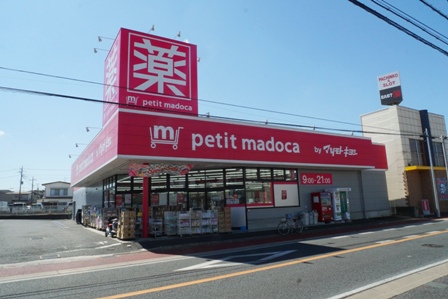 薬
m petit madoca
m petit madoca by マツモトキヨシ
9:00-21:00
PACHINKO
& SLOT
EAST